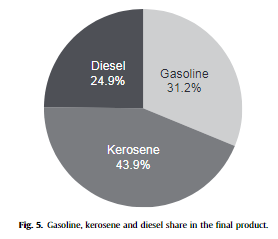 Diesel
24.9%
Gasoline
31.2%
Kerosene
43.9%
Fig. 5. Gasoline, kerosene and diesel share in the final product.